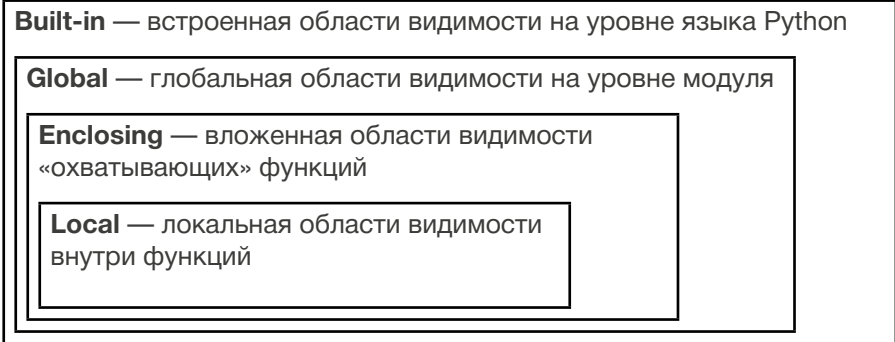 Built-in — встроенная области видимости на уровне языка Python
Global — глобальная области видимости на уровне модуля
Enclosing — вложенная области видимости
«охватывающих» функций
Local — локальная области видимости
внутри функций